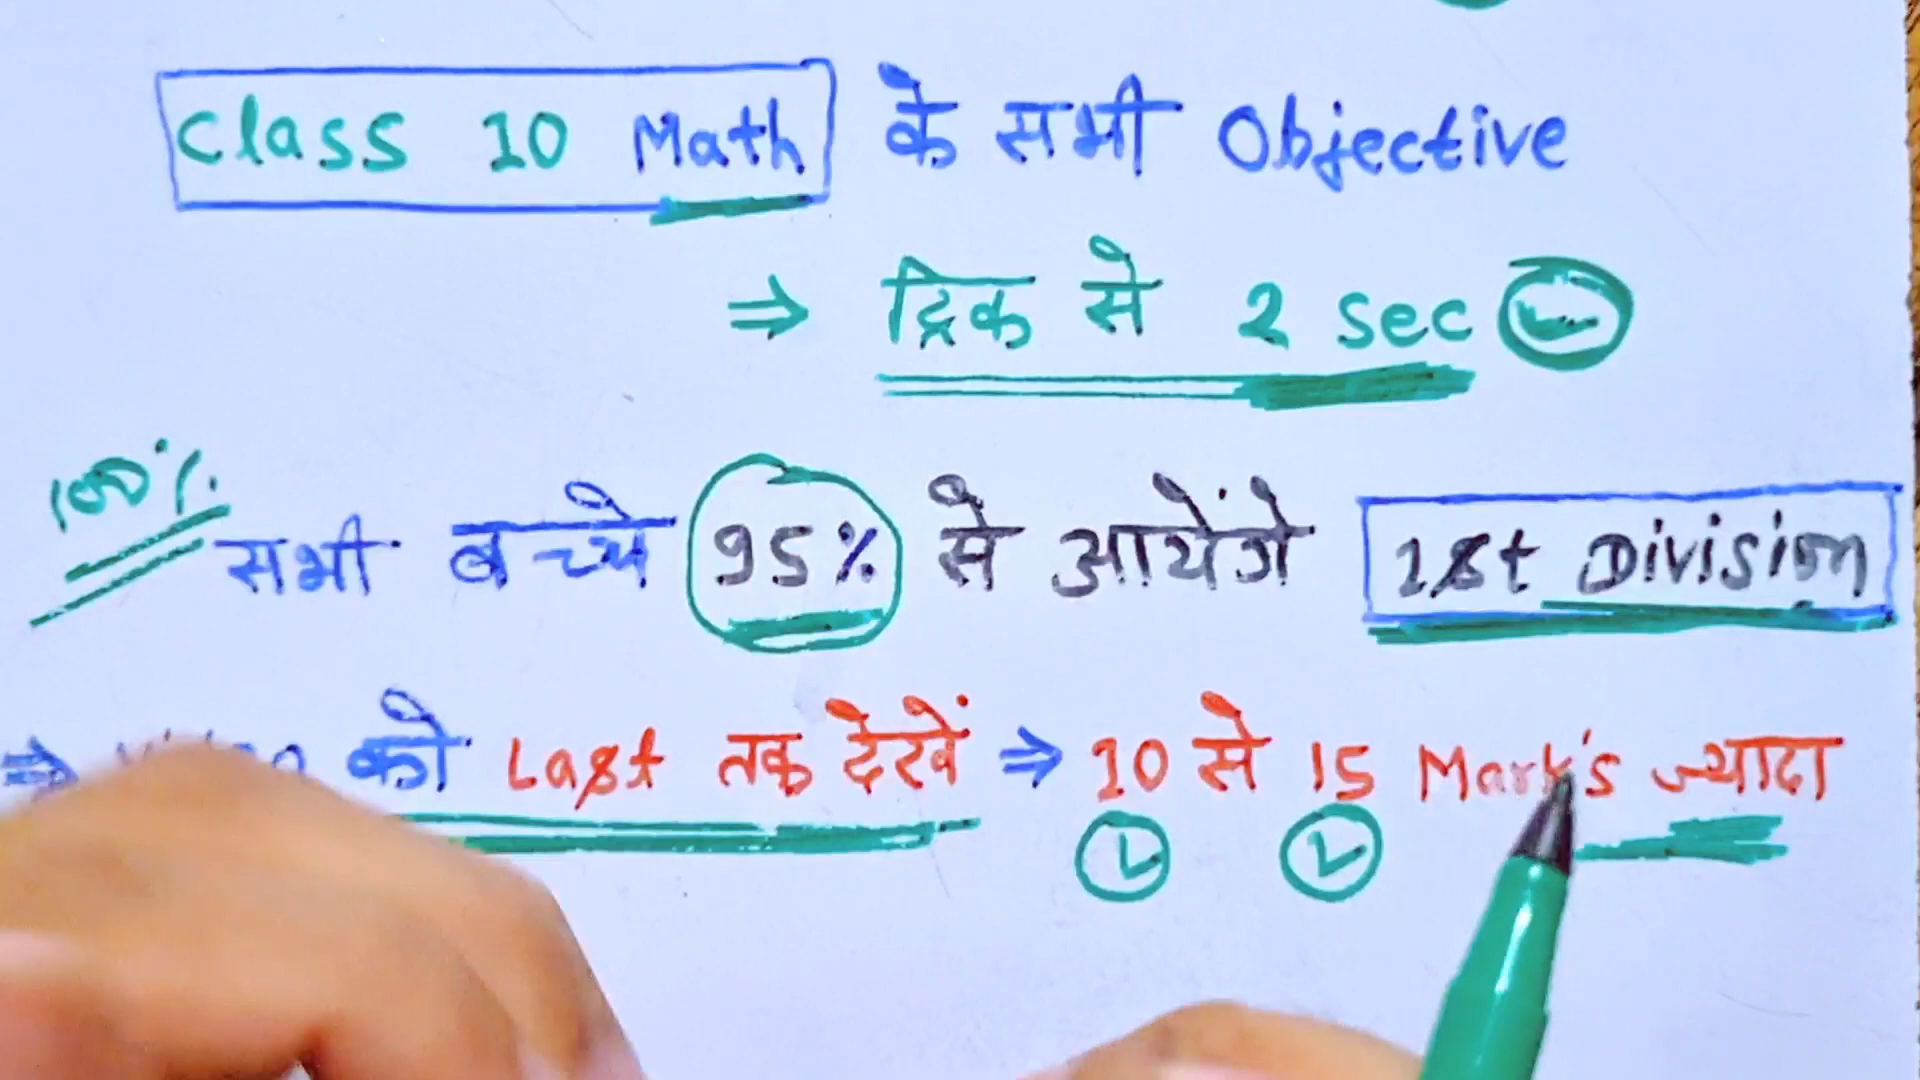 Class 10 Math के सभी Objective
⇒ ट्रिक से 2 sec
100%
सभी बच्चे 95% से आयेंगे 1st Division
⇒ को Last तक देखें ⇒ 10 से 15 Mark's ज्यादा